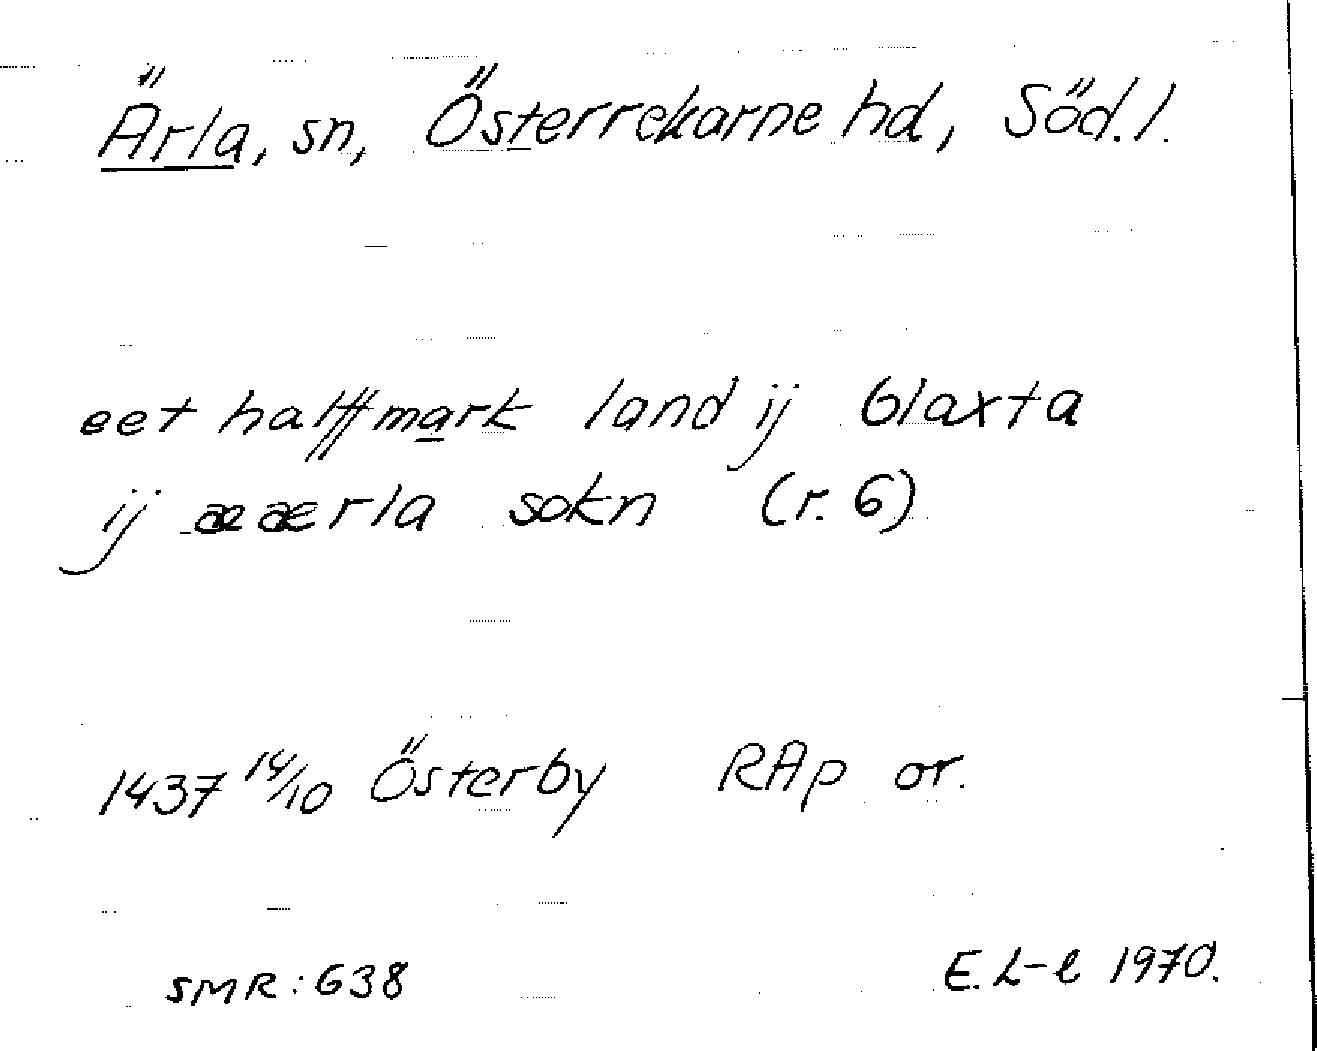 Ärla, sn, Österrekarne hd, Söd.l.
eet halffmark land ij Glaxta
ij ææærla sokn (r. 6)
1437 14/10 Österby RAp or.
SMR: 638 E. L-l 1970.